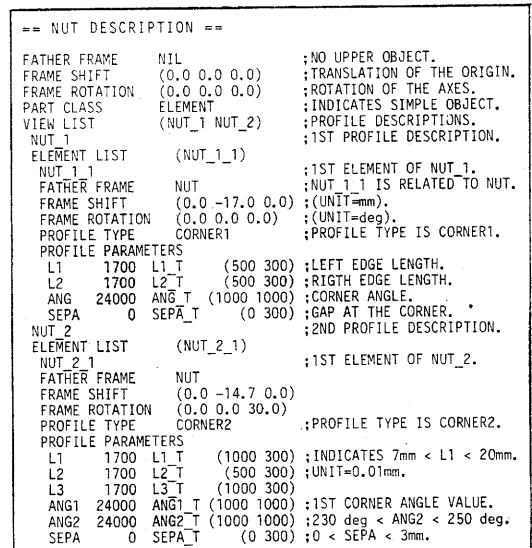 == NUT DESCRIPTION ==
FATHER FRAME NIL ;NO UPPER OBJECT.
FRAME SHIFT (0.0 0.0 0.0) ;TRANSLATION OF THE ORIGIN.
FRAME ROTATION (0.0 0.0 0.0) ;ROTATION OF THE AXES.
PART CLASS ELEMENT ;INDICATES SIMPLE OBJECT.
VIEW LIST (NUT_1 NUT_2) ;PROFILE DESCRIPTIONS.
NUT_1 ;1ST PROFILE DESCRIPTION.
ELEMENT LIST (NUT_1_1)
NUT_1_1 ;1ST ELEMENT OF NUT_1.
FATHER FRAME NUT ;NUT_1_1 IS RELATED TO NUT.
FRAME SHIFT (0.0 -17.0 0.0) ;(UNIT=mm).
FRAME ROTATION (0.0 0.0 0.0) ;(UNIT=deg).
PROFILE TYPE CORNER1 ;PROFILE TYPE IS CORNER1.
PROFILE PARAMETERS
L1 1700 L1_T (500 300) ;LEFT EDGE LENGTH.
L2 1700 L2_T (500 300) ;RIGTH EDGE LENGTH.
ANG 24000 ANG_T (1000 1000) ;CORNER ANGLE.
SEPA 0 SEPA_T (0 300) ;GAP AT THE CORNER.
NUT_2 ;2ND PROFILE DESCRIPTION.
ELEMENT LIST (NUT_2_1)
NUT_2_1 ;1ST ELEMENT OF NUT_2.
FATHER FRAME NUT
FRAME SHIFT (0.0 -14.7 0.0)
FRAME ROTATION (0.0 0.0 30.0)
PROFILE TYPE CORNER2 ;PROFILE TYPE IS CORNER2.
PROFILE PARAMETERS
L1 1700 L1_T (1000 300) ;INDICATES 7mm < L1 < 20mm.
L2 1700 L2_T (500 300) ;UNIT=0.01mm.
L3 1700 L3_T (1000 300)
ANG1 24000 ANG1_T (1000 1000) ;1ST CORNER ANGLE VALUE.
ANG2 24000 ANG2_T (1000 1000) ;230 deg < ANG2 < 250 deg.
SEPA 0 SEPA_T (0 300) ;0 < SEPA < 3mm.